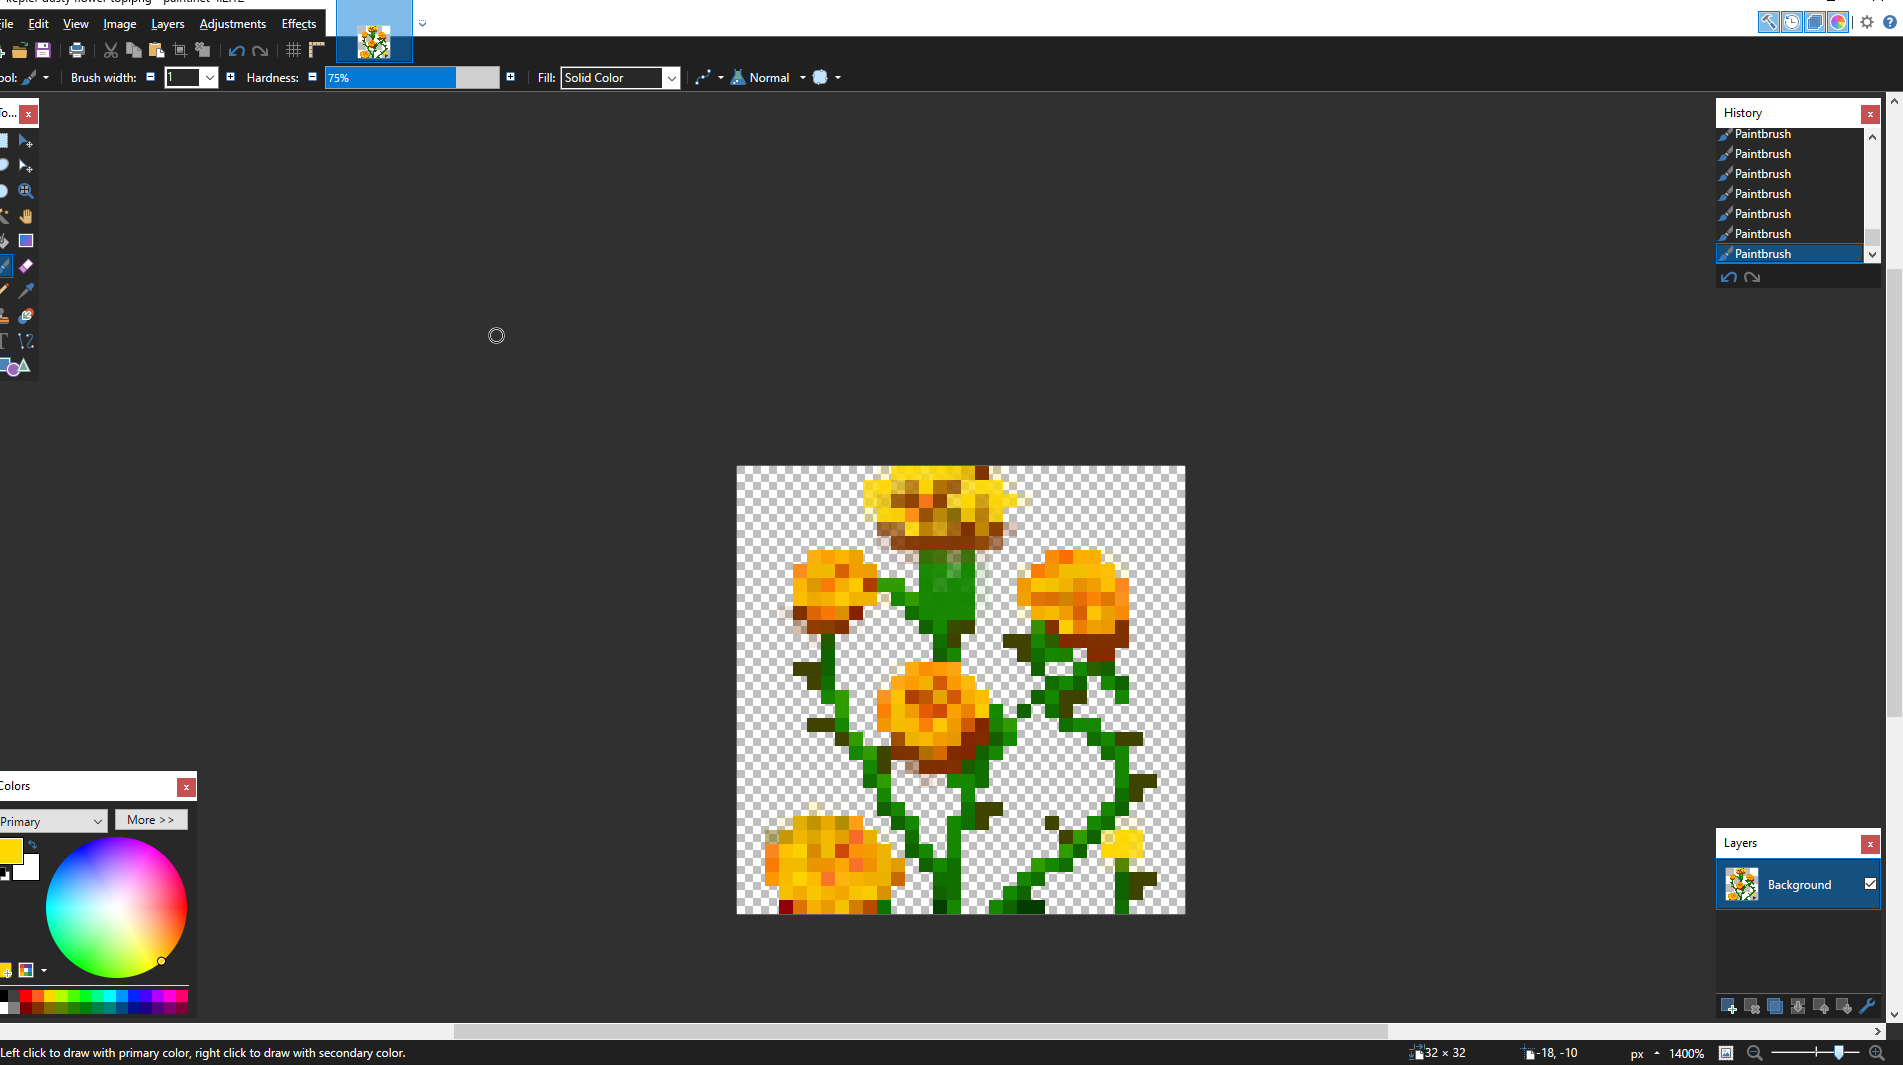 File Edit View Image Layers Adjustments Effects
Brush width: 1 Hardness: 75% Fill: Solid Color Normal
To...
History
Paintbrush
Paintbrush
Paintbrush
Paintbrush
Paintbrush
Paintbrush
Paintbrush
Colors
Primary More >>
Layers
Background
Left click to draw with primary color, right click to draw with secondary color. 32 × 32 -18, -10 px 1400%